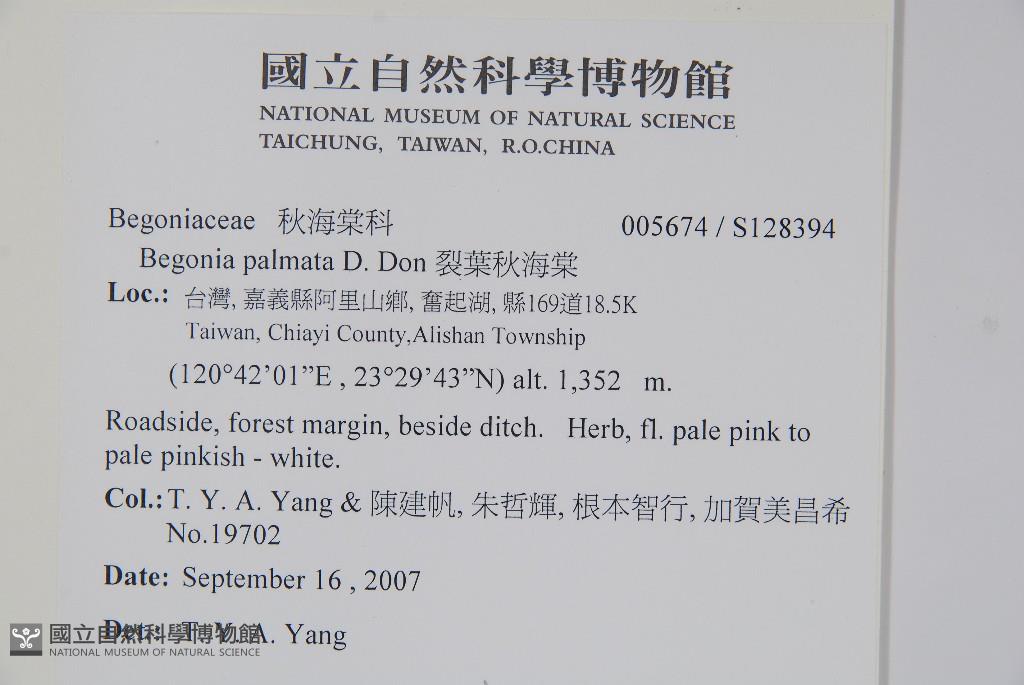 國立自然科學博物館
NATIONAL MUSEUM OF NATURAL SCIENCE
TAICHUNG, TAIWAN, R.O.CHINA
Begoniaceae 秋海棠科 005674 / S128394
Begonia palmata D. Don 裂葉秋海棠
Loc.: 台灣, 嘉義縣阿里山鄉, 奮起湖, 縣169道18.5K
Taiwan, Chiayi County,Alishan Township
(120°42’01”E , 23°29’43”N) alt. 1,352 m.
Roadside, forest margin, beside ditch. Herb, fl. pale pink to
pale pinkish - white.
Col.: T. Y. A. Yang & 陳建帆, 朱哲輝, 根本智行, 加賀美昌希
No.19702
Date: September 16 , 2007
Det.: T. Y. A. Yang
國立自然科學博物館
NATIONAL MUSEUM OF NATURAL SCIENCE